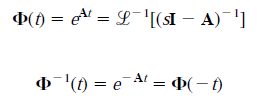 Φ(t) = e^{At} = ℒ⁻¹[(sI − A)⁻¹]
Φ⁻¹(t) = e^{−At} = Φ(−t)